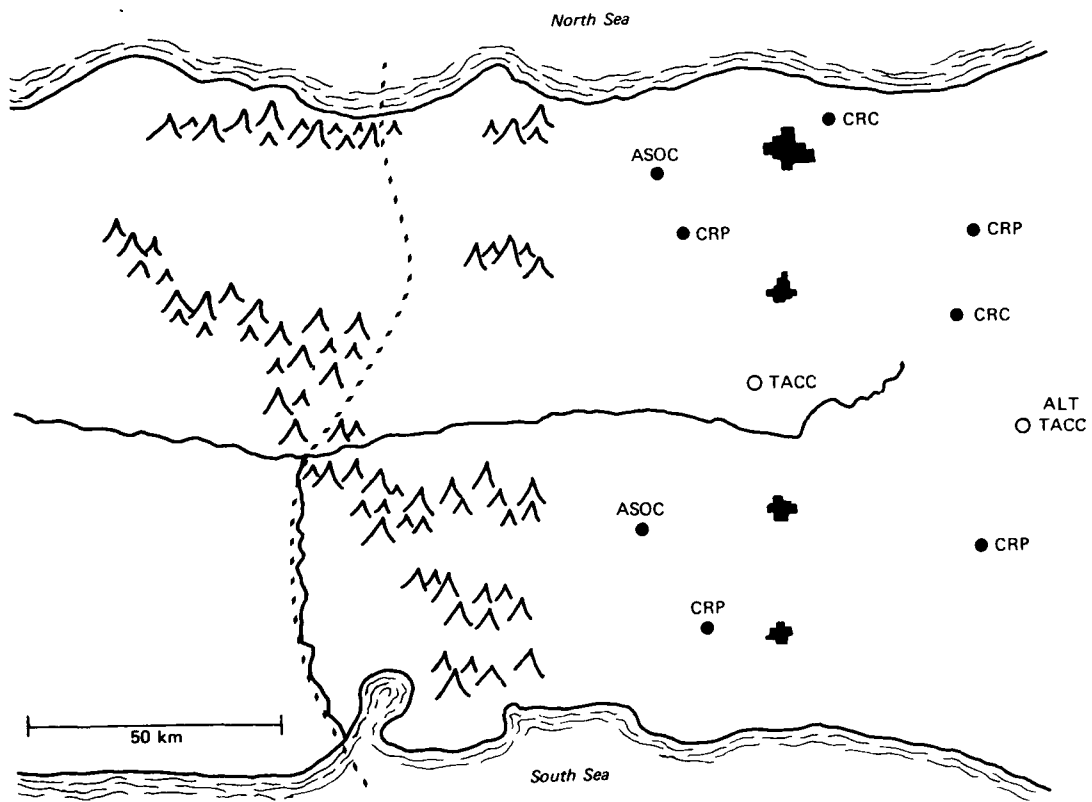 North Sea
CRC
ASOC
CRP
CRP
CRC
TACC
ALT
TACC
ASOC
CRP
CRP
50 km
South Sea